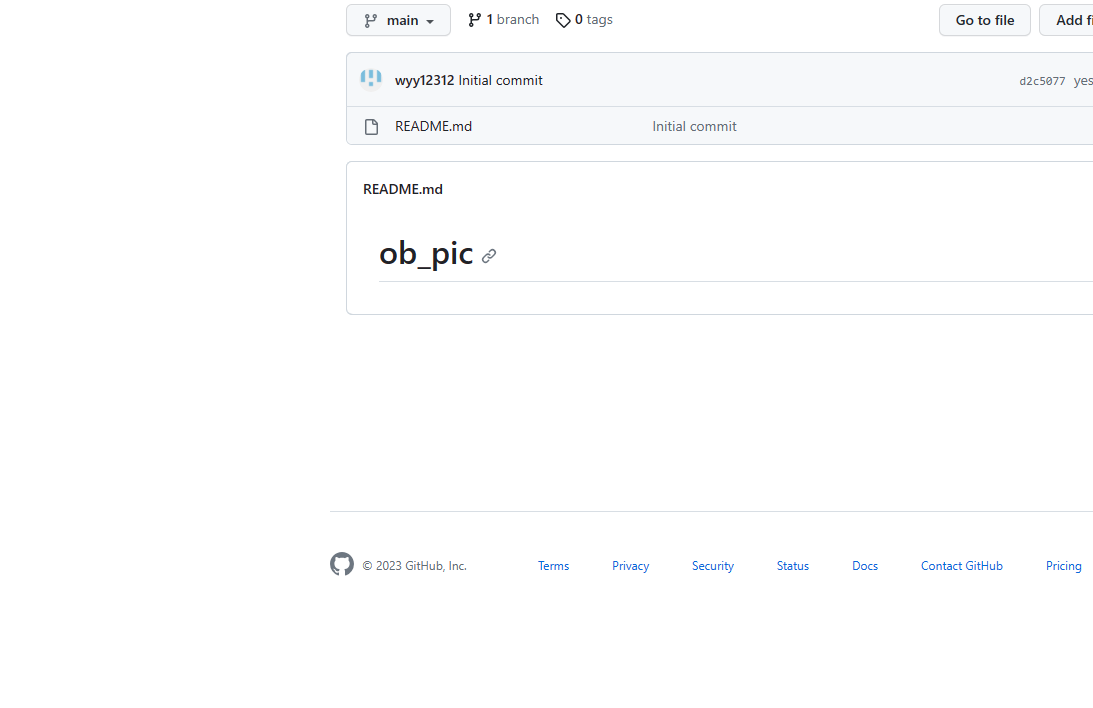 main 1 branch 0 tags Go to file Add fi
wyy12312 Initial commit d2c5077 yes
README.md Initial commit
README.md
ob_pic
© 2023 GitHub, Inc. Terms Privacy Security Status Docs Contact GitHub Pricing